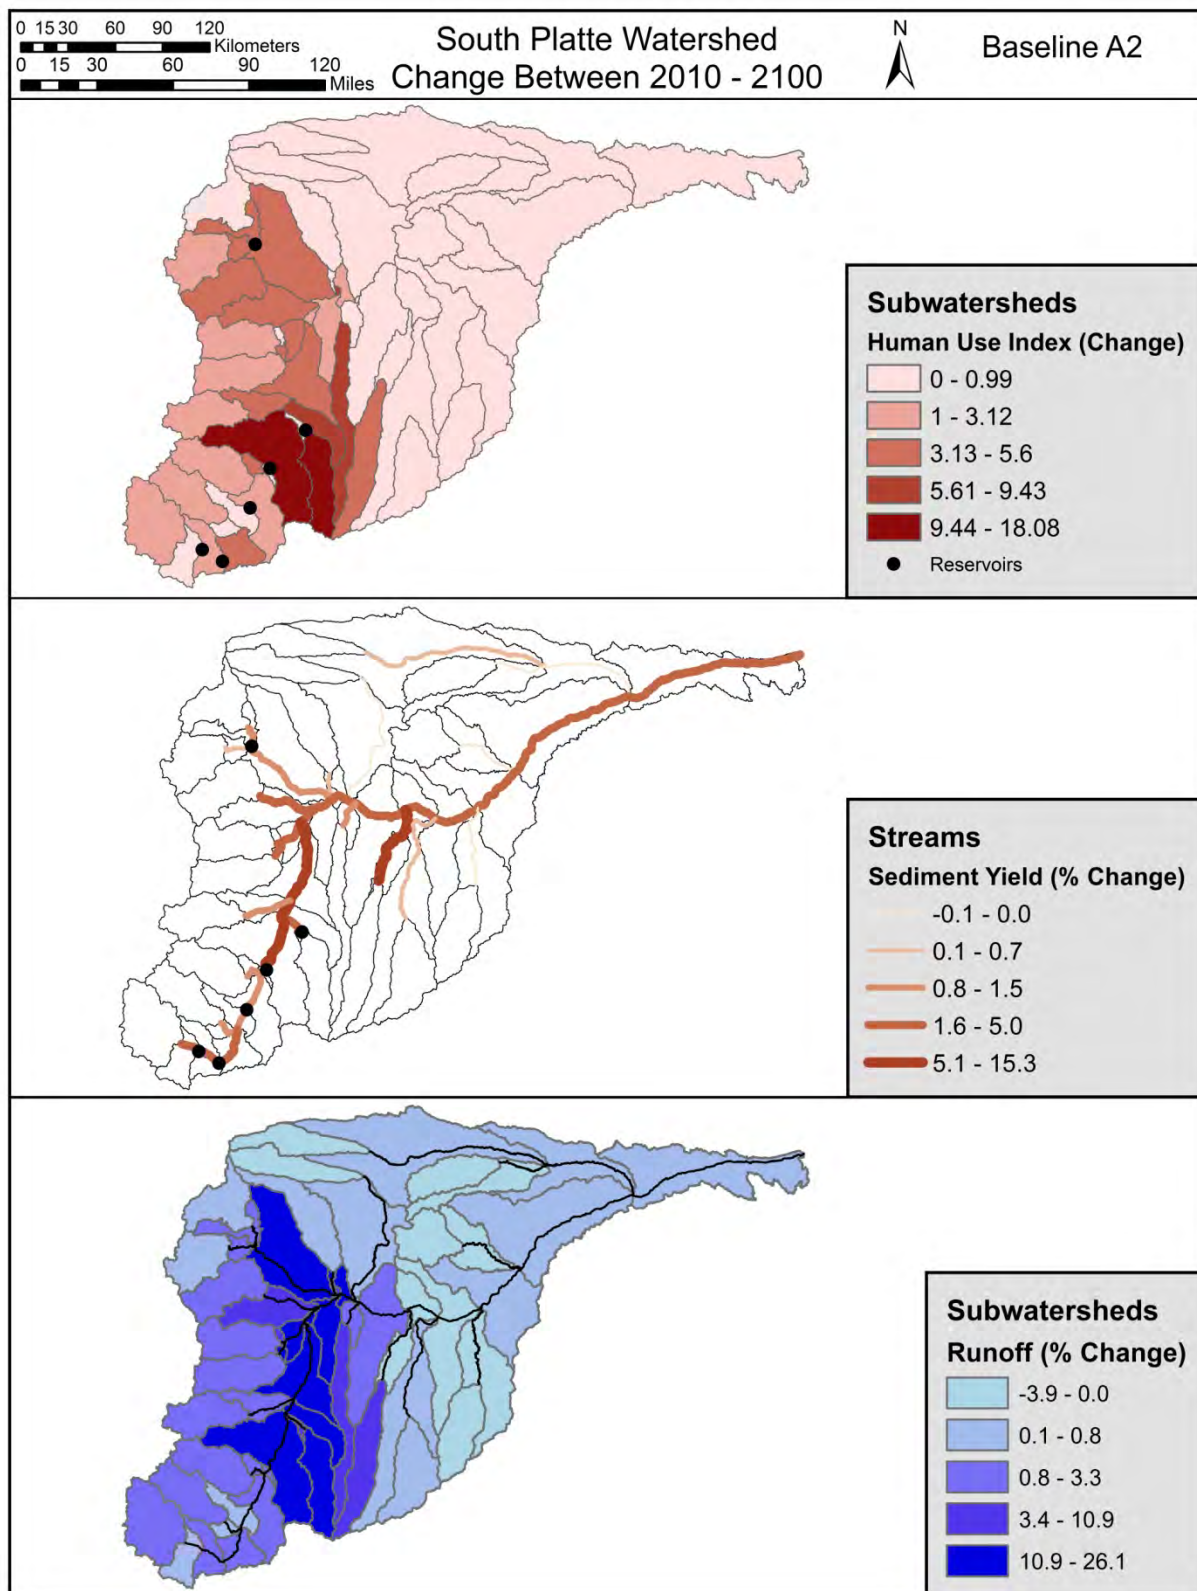 0 15 30 60 90 120
Kilometers
0 15 30 60 90 120
Miles
South Platte Watershed
Change Between 2010 - 2100
N
Baseline A2
Subwatersheds
Human Use Index (Change)
0 - 0.99
1 - 3.12
3.13 - 5.6
5.61 - 9.43
9.44 - 18.08
Reservoirs
Streams
Sediment Yield (% Change)
-0.1 - 0.0
0.1 - 0.7
0.8 - 1.5
1.6 - 5.0
5.1 - 15.3
Subwatersheds
Runoff (% Change)
-3.9 - 0.0
0.1 - 0.8
0.8 - 3.3
3.4 - 10.9
10.9 - 26.1